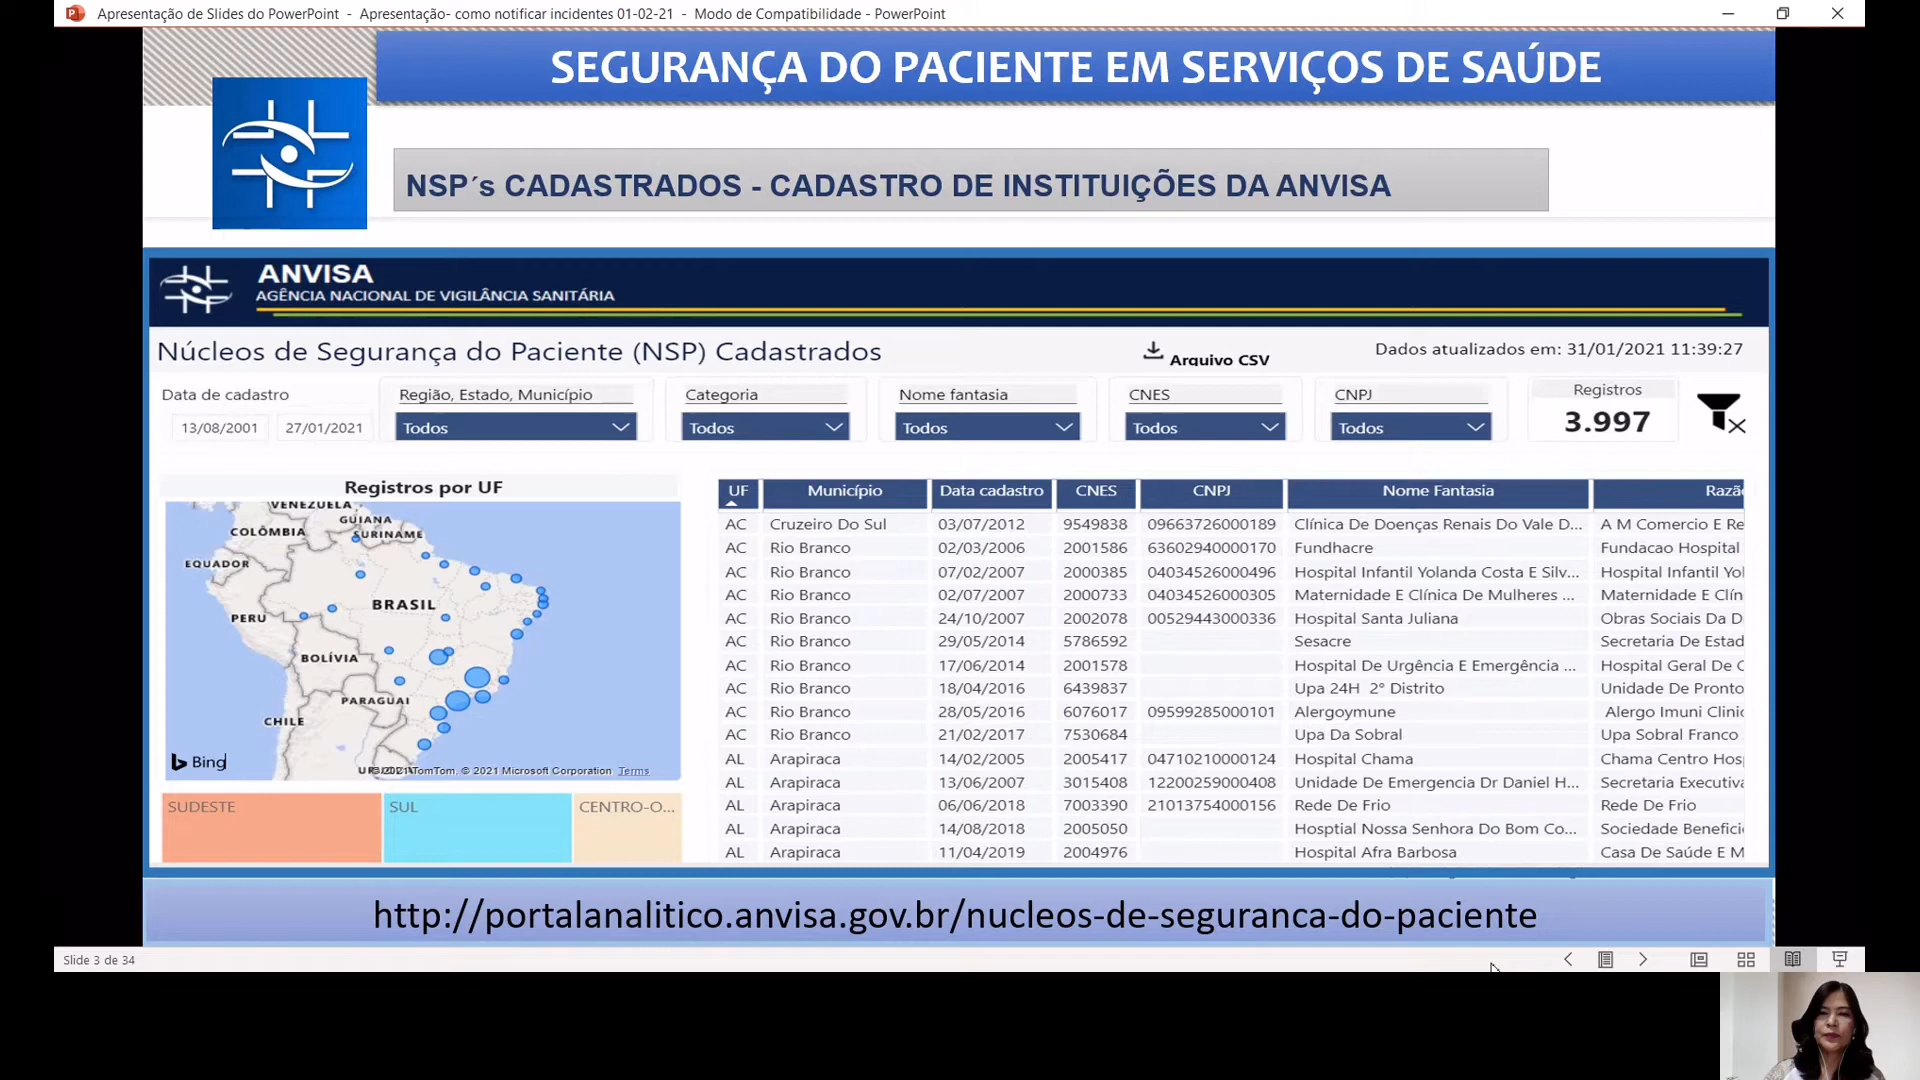 Apresentação de Slides do PowerPoint - Apresentação- como notificar incidentes 01-02-21 - Modo de Compatibilidade - PowerPoint
SEGURANÇA DO PACIENTE EM SERVIÇOS DE SAÚDE
NSP´s CADASTRADOS - CADASTRO DE INSTITUIÇÕES DA ANVISA
ANVISA
AGÊNCIA NACIONAL DE VIGILÂNCIA SANITÁRIA
Núcleos de Segurança do Paciente (NSP) Cadastrados
Arquivo CSV
Dados atualizados em: 31/01/2021 11:39:27
Data de cadastro
13/08/2001 27/01/2021
Região, Estado, Município
Todos
Categoria
Todos
Nome fantasia
Todos
CNES
Todos
CNPJ
Todos
Registros
3.997
Registros por UF
VENEZUELA
GUIANA
COLÔMBIA
SURINAME
EQUADOR
BRASIL
PERU
BOLÍVIA
PARAGUAI
CHILE
Bing
TomTom, © 2021 Microsoft Corporation Terms
SUDESTE SUL CENTRO-O...
UF Município Data cadastro CNES CNPJ Nome Fantasia Razã
AC Cruzeiro Do Sul 03/07/2012 9549838 09663726000189 Clínica De Doenças Renais Do Vale D... A M Comercio E Re
AC Rio Branco 02/03/2006 2001586 63602940000170 Fundhacre Fundacao Hospital
AC Rio Branco 07/02/2007 2000385 04034526000496 Hospital Infantil Yolanda Costa E Silv... Hospital Infantil Yol
AC Rio Branco 02/07/2007 2000733 04034526000305 Maternidade E Clínica De Mulheres ... Maternidade E Clín
AC Rio Branco 24/10/2007 2002078 00529443000336 Hospital Santa Juliana Obras Sociais Da D
AC Rio Branco 29/05/2014 5786592 Sesacre Secretaria De Estad
AC Rio Branco 17/06/2014 2001578 Hospital De Urgência E Emergência ... Hospital Geral De C
AC Rio Branco 18/04/2016 6439837 Upa 24H 2° Distrito Unidade De Pronto
AC Rio Branco 28/05/2016 6076017 09599285000101 Alergoymune Alergo Imuni Clinic
AC Rio Branco 21/02/2017 7530684 Upa Da Sobral Upa Sobral Franco
AL Arapiraca 14/02/2005 2005417 04710210000124 Hospital Chama Chama Centro Hosp
AL Arapiraca 13/06/2007 3015408 12200259000408 Unidade De Emergencia Dr Daniel H... Secretaria Executiva
AL Arapiraca 06/06/2018 7003390 21013754000156 Rede De Frio Rede De Frio
AL Arapiraca 14/08/2018 2005050 Hosptial Nossa Senhora Do Bom Co... Sociedade Benefici
AL Arapiraca 11/04/2019 2004976 Hospital Afra Barbosa Casa De Saúde E M
http://portalanalitico.anvisa.gov.br/nucleos-de-seguranca-do-paciente
Slide 3 de 34